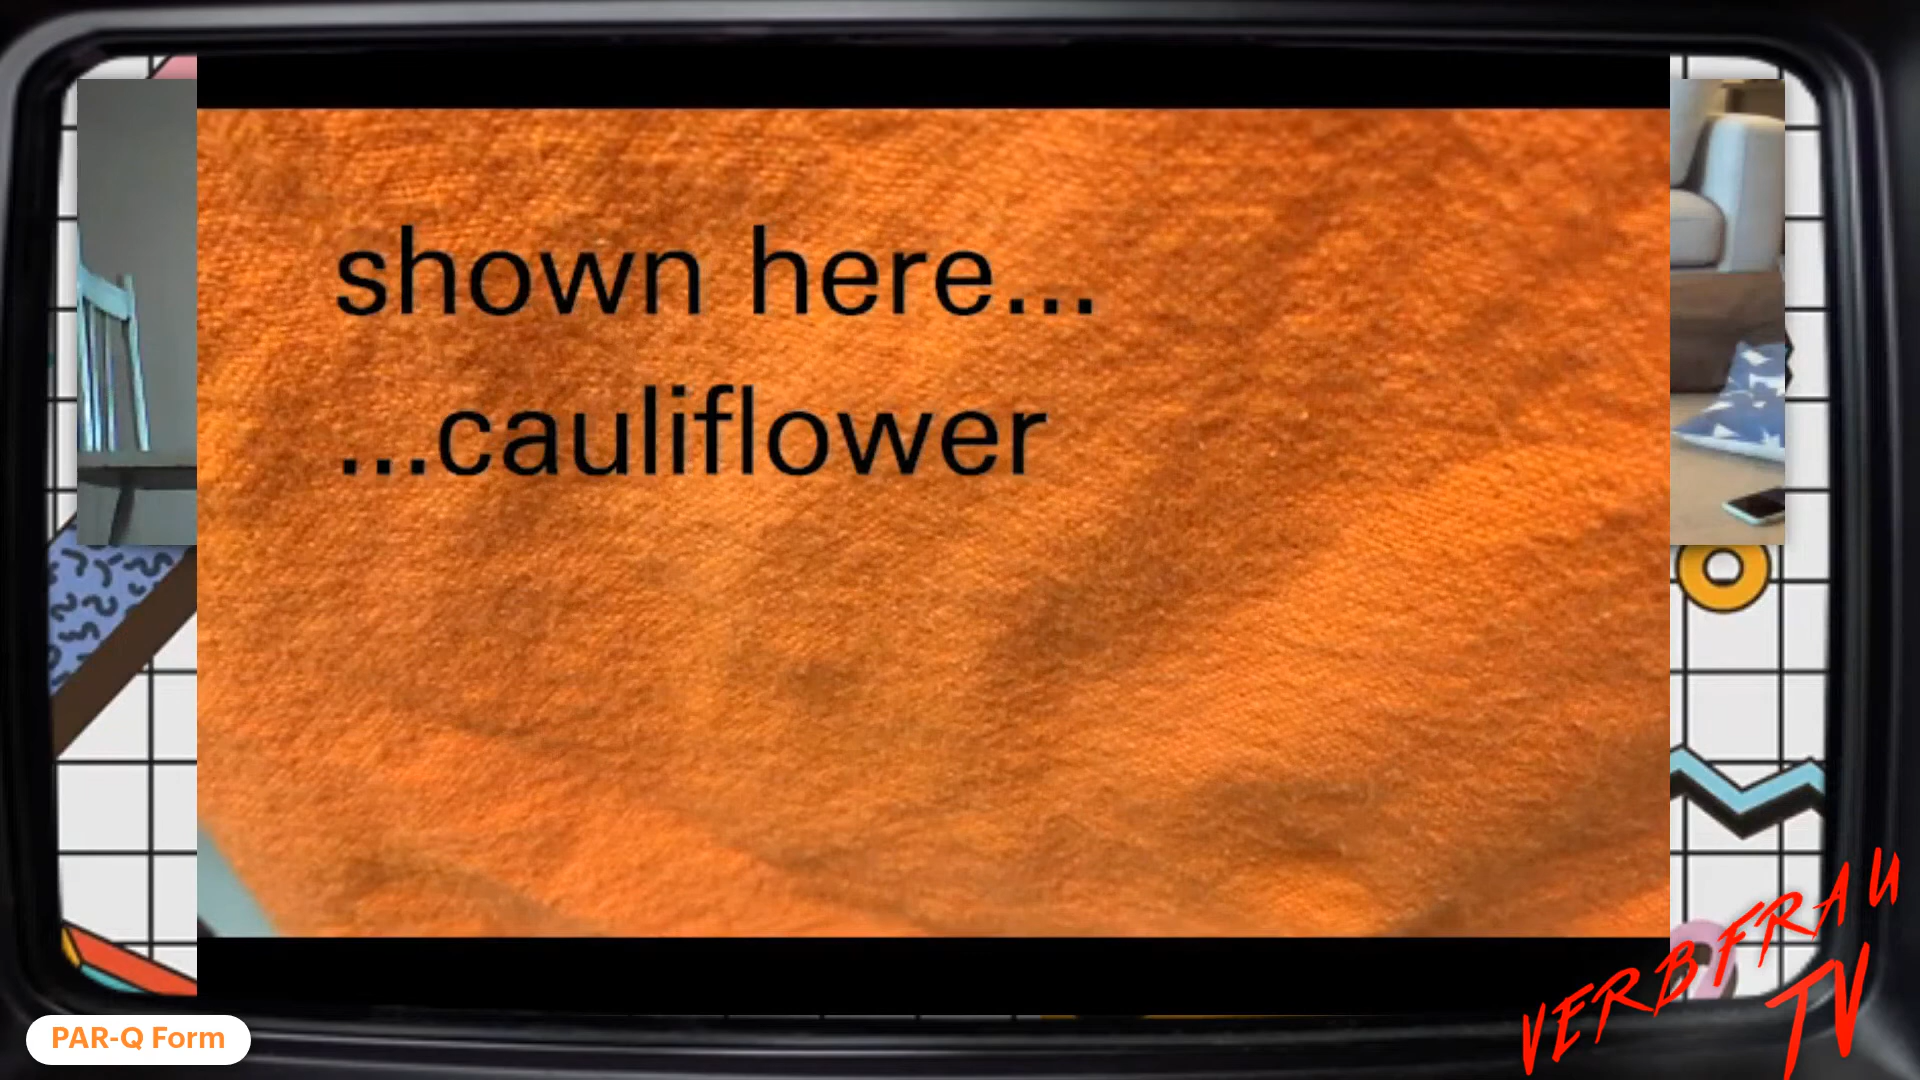 shown here...
...cauliflower
PAR-Q Form
VERBFRAU
TV